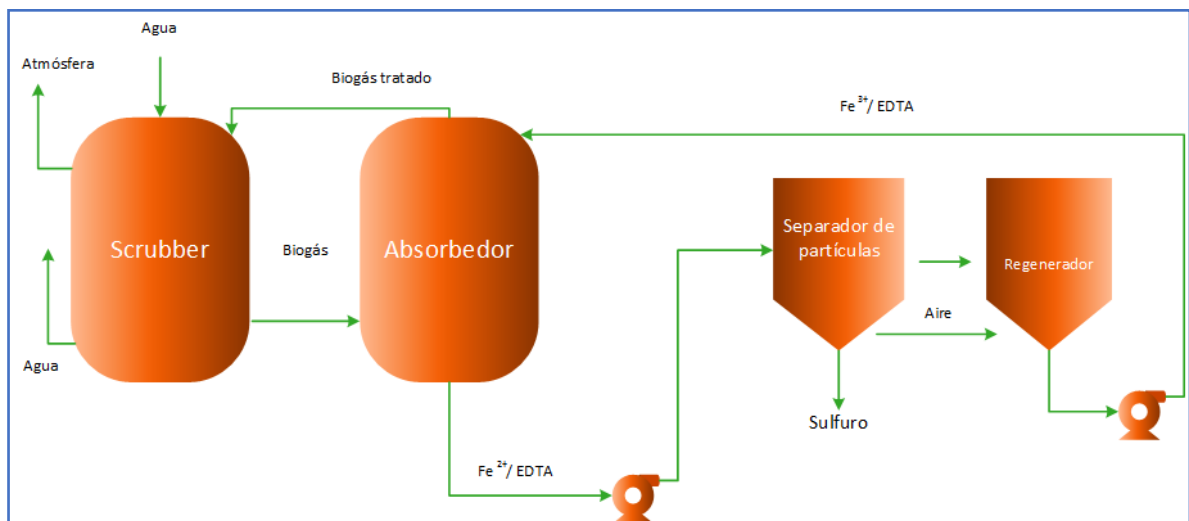 Agua
Atmósfera
Biogás tratado
Fe 3+/ EDTA
Scrubber
Biogás
Absorbedor
Separador de
partículas
Regenerador
Aire
Agua
Sulfuro
Fe 2+/ EDTA